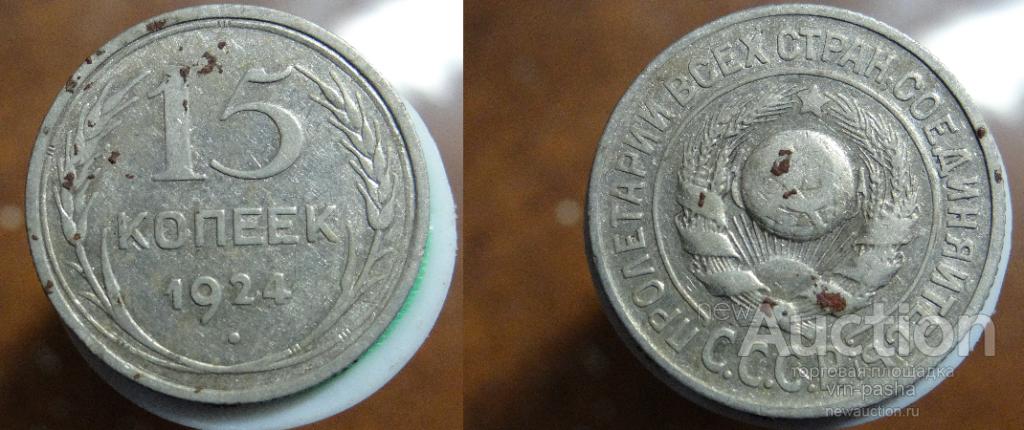 15
КОПЕЕК
1924
ПРОЛЕТАРИИ ВСЕХ СТРАН, СОЕДИНЯЙТЕСЬ
С.С.С.Р.
newAuction
торговая площадка
vrn-pasha
newauction.ru